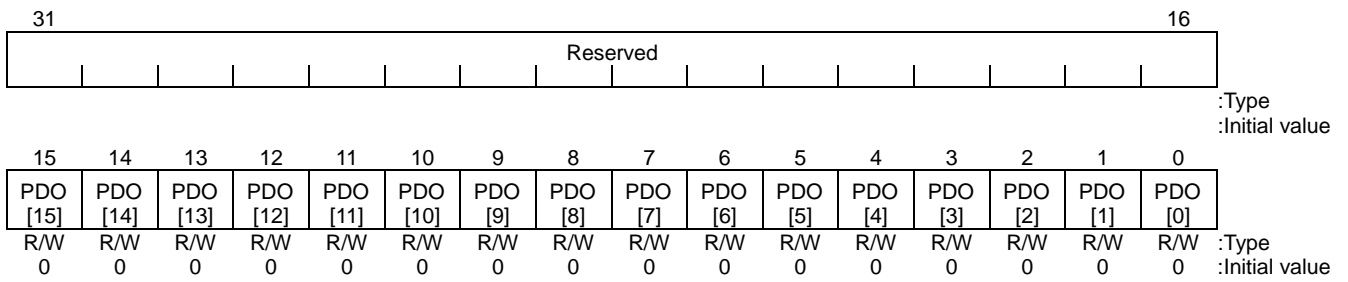 31 16
Reserved
:Type
:Initial value
15 14 13 12 11 10 9 8 7 6 5 4 3 2 1 0
PDO PDO PDO PDO PDO PDO PDO PDO PDO PDO PDO PDO PDO PDO PDO PDO
[15] [14] [13] [12] [11] [10] [9] [8] [7] [6] [5] [4] [3] [2] [1] [0]
R/W R/W R/W R/W R/W R/W R/W R/W R/W R/W R/W R/W R/W R/W R/W R/W :Type
0 0 0 0 0 0 0 0 0 0 0 0 0 0 0 0 :Initial value